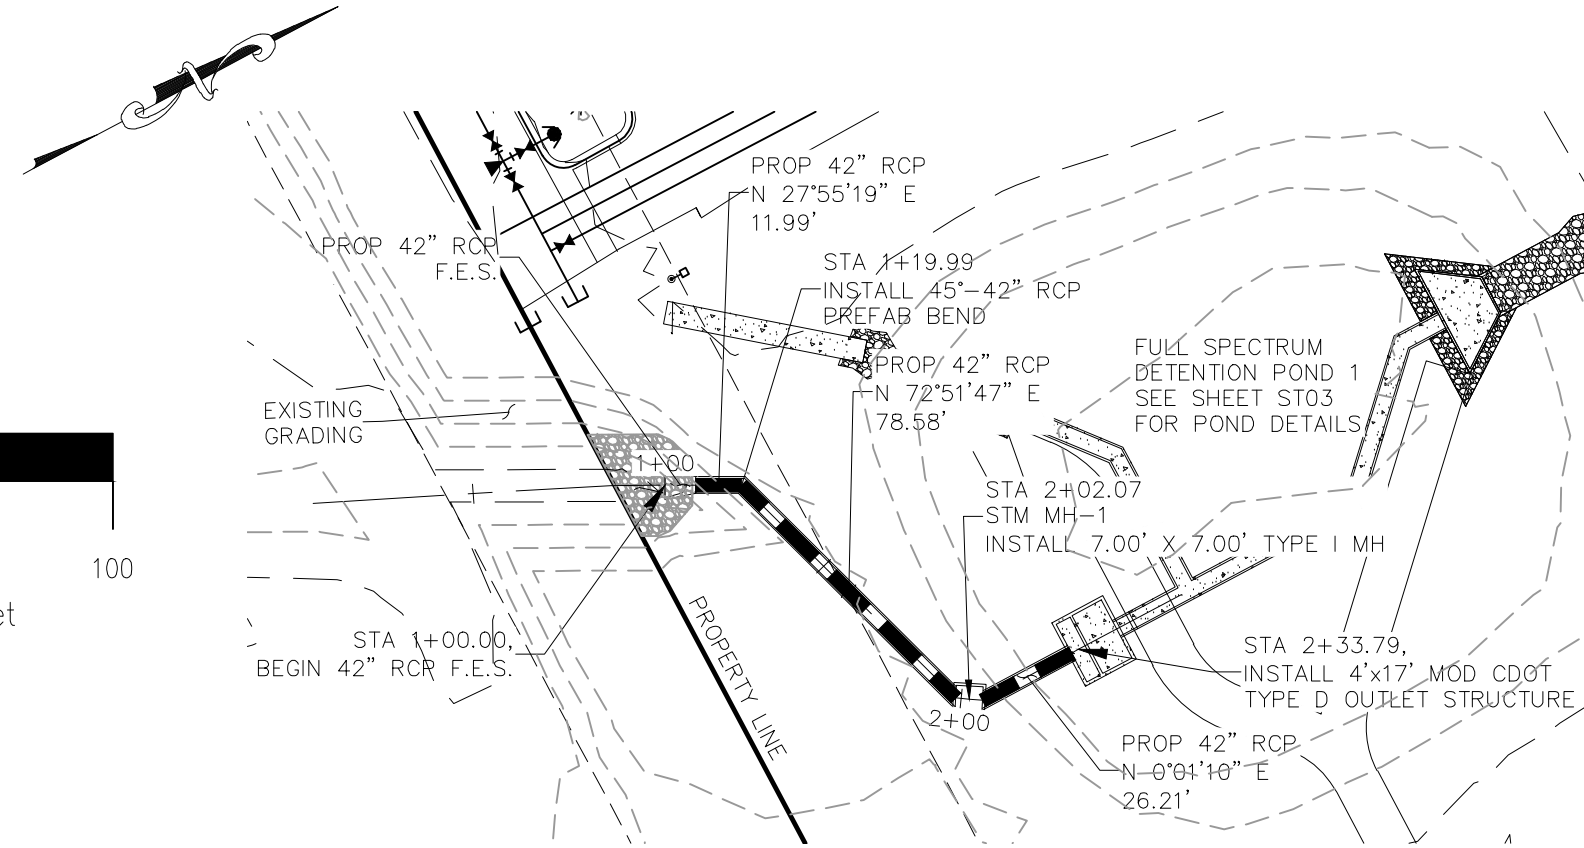 PROP 42” RCP
N 27°55’19” E
11.99’
PROP 42” RCP
F.E.S.
STA 1+19.99
INSTALL 45°-42” RCP
PREFAB BEND
PROP 42” RCP
N 72°51’47” E
78.58’
FULL SPECTRUM
DETENTION POND 1
SEE SHEET ST03
FOR POND DETAILS
EXISTING
GRADING
1+00
STA 2+02.07
STM MH-1
INSTALL 7.00’ X 7.00’ TYPE I MH
100
et
STA 1+00.00,
BEGIN 42” RCP F.E.S.
PROPERTY LINE
STA 2+33.79,
INSTALL 4’x17’ MOD CDOT
TYPE D OUTLET STRUCTURE
2+00
PROP 42” RCP
N 0°01’10” E
26.21’